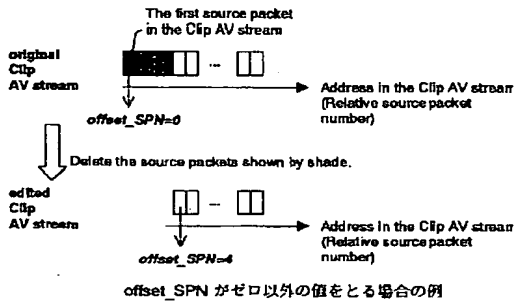 The first source packet
in the Clip AV stream
original
Clip
AV stream
...
Address in the Clip AV stream
(Relative source packet
number)
offset_SPN=0
Delete the source packets shown by shade.
edited
Clip
AV stream
...
Address in the Clip AV stream
(Relative source packet
number)
offset_SPN=4
offset_SPN がゼロ以外の値をとる場合の例